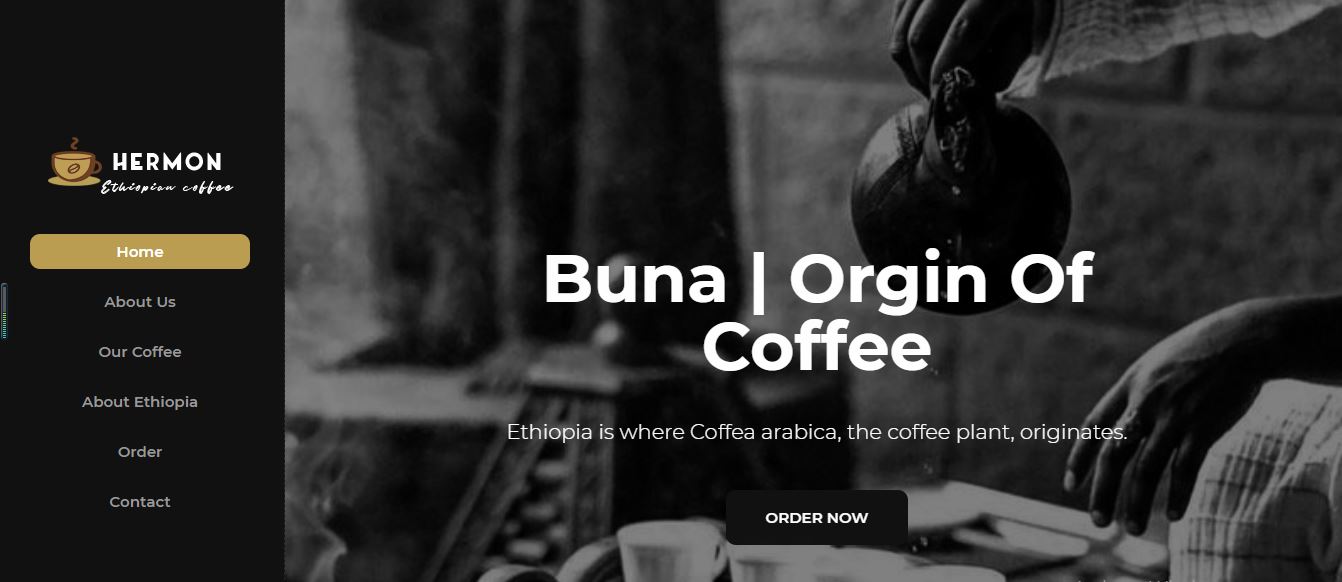 HERMON
Ethiopian coffee
Home
About Us
Our Coffee
About Ethiopia
Order
Contact
Buna | Orgin Of
Coffee
Ethiopia is where Coffea arabica, the coffee plant, originates.
ORDER NOW